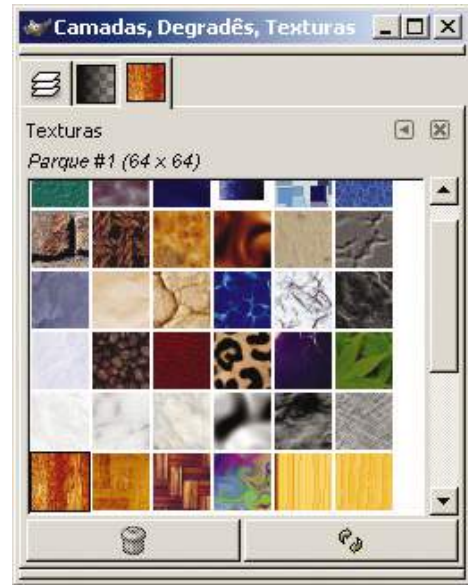 Camadas, Degradês, Texturas
Texturas
Parque #1 (64 x 64)